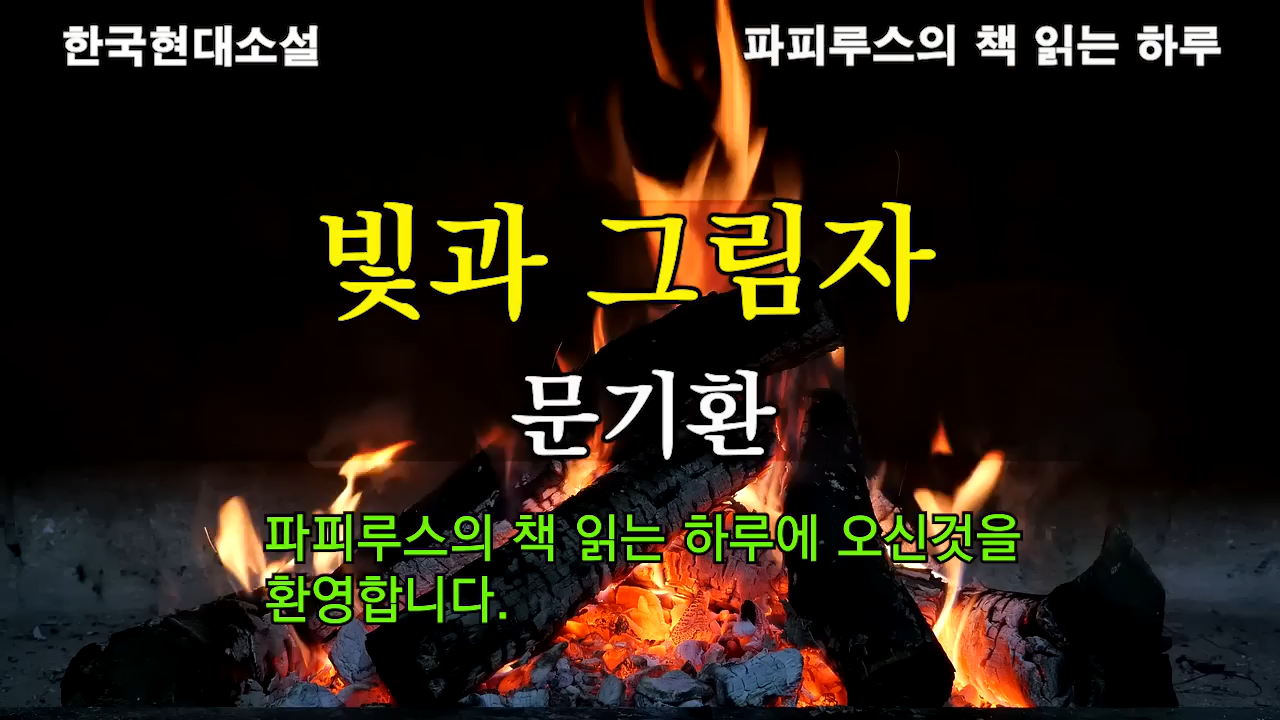 한국현대소설
파피루스의 책 읽는 하루
빛과 그림자
문기환
파피루스의 책 읽는 하루에 오신것을
환영합니다.